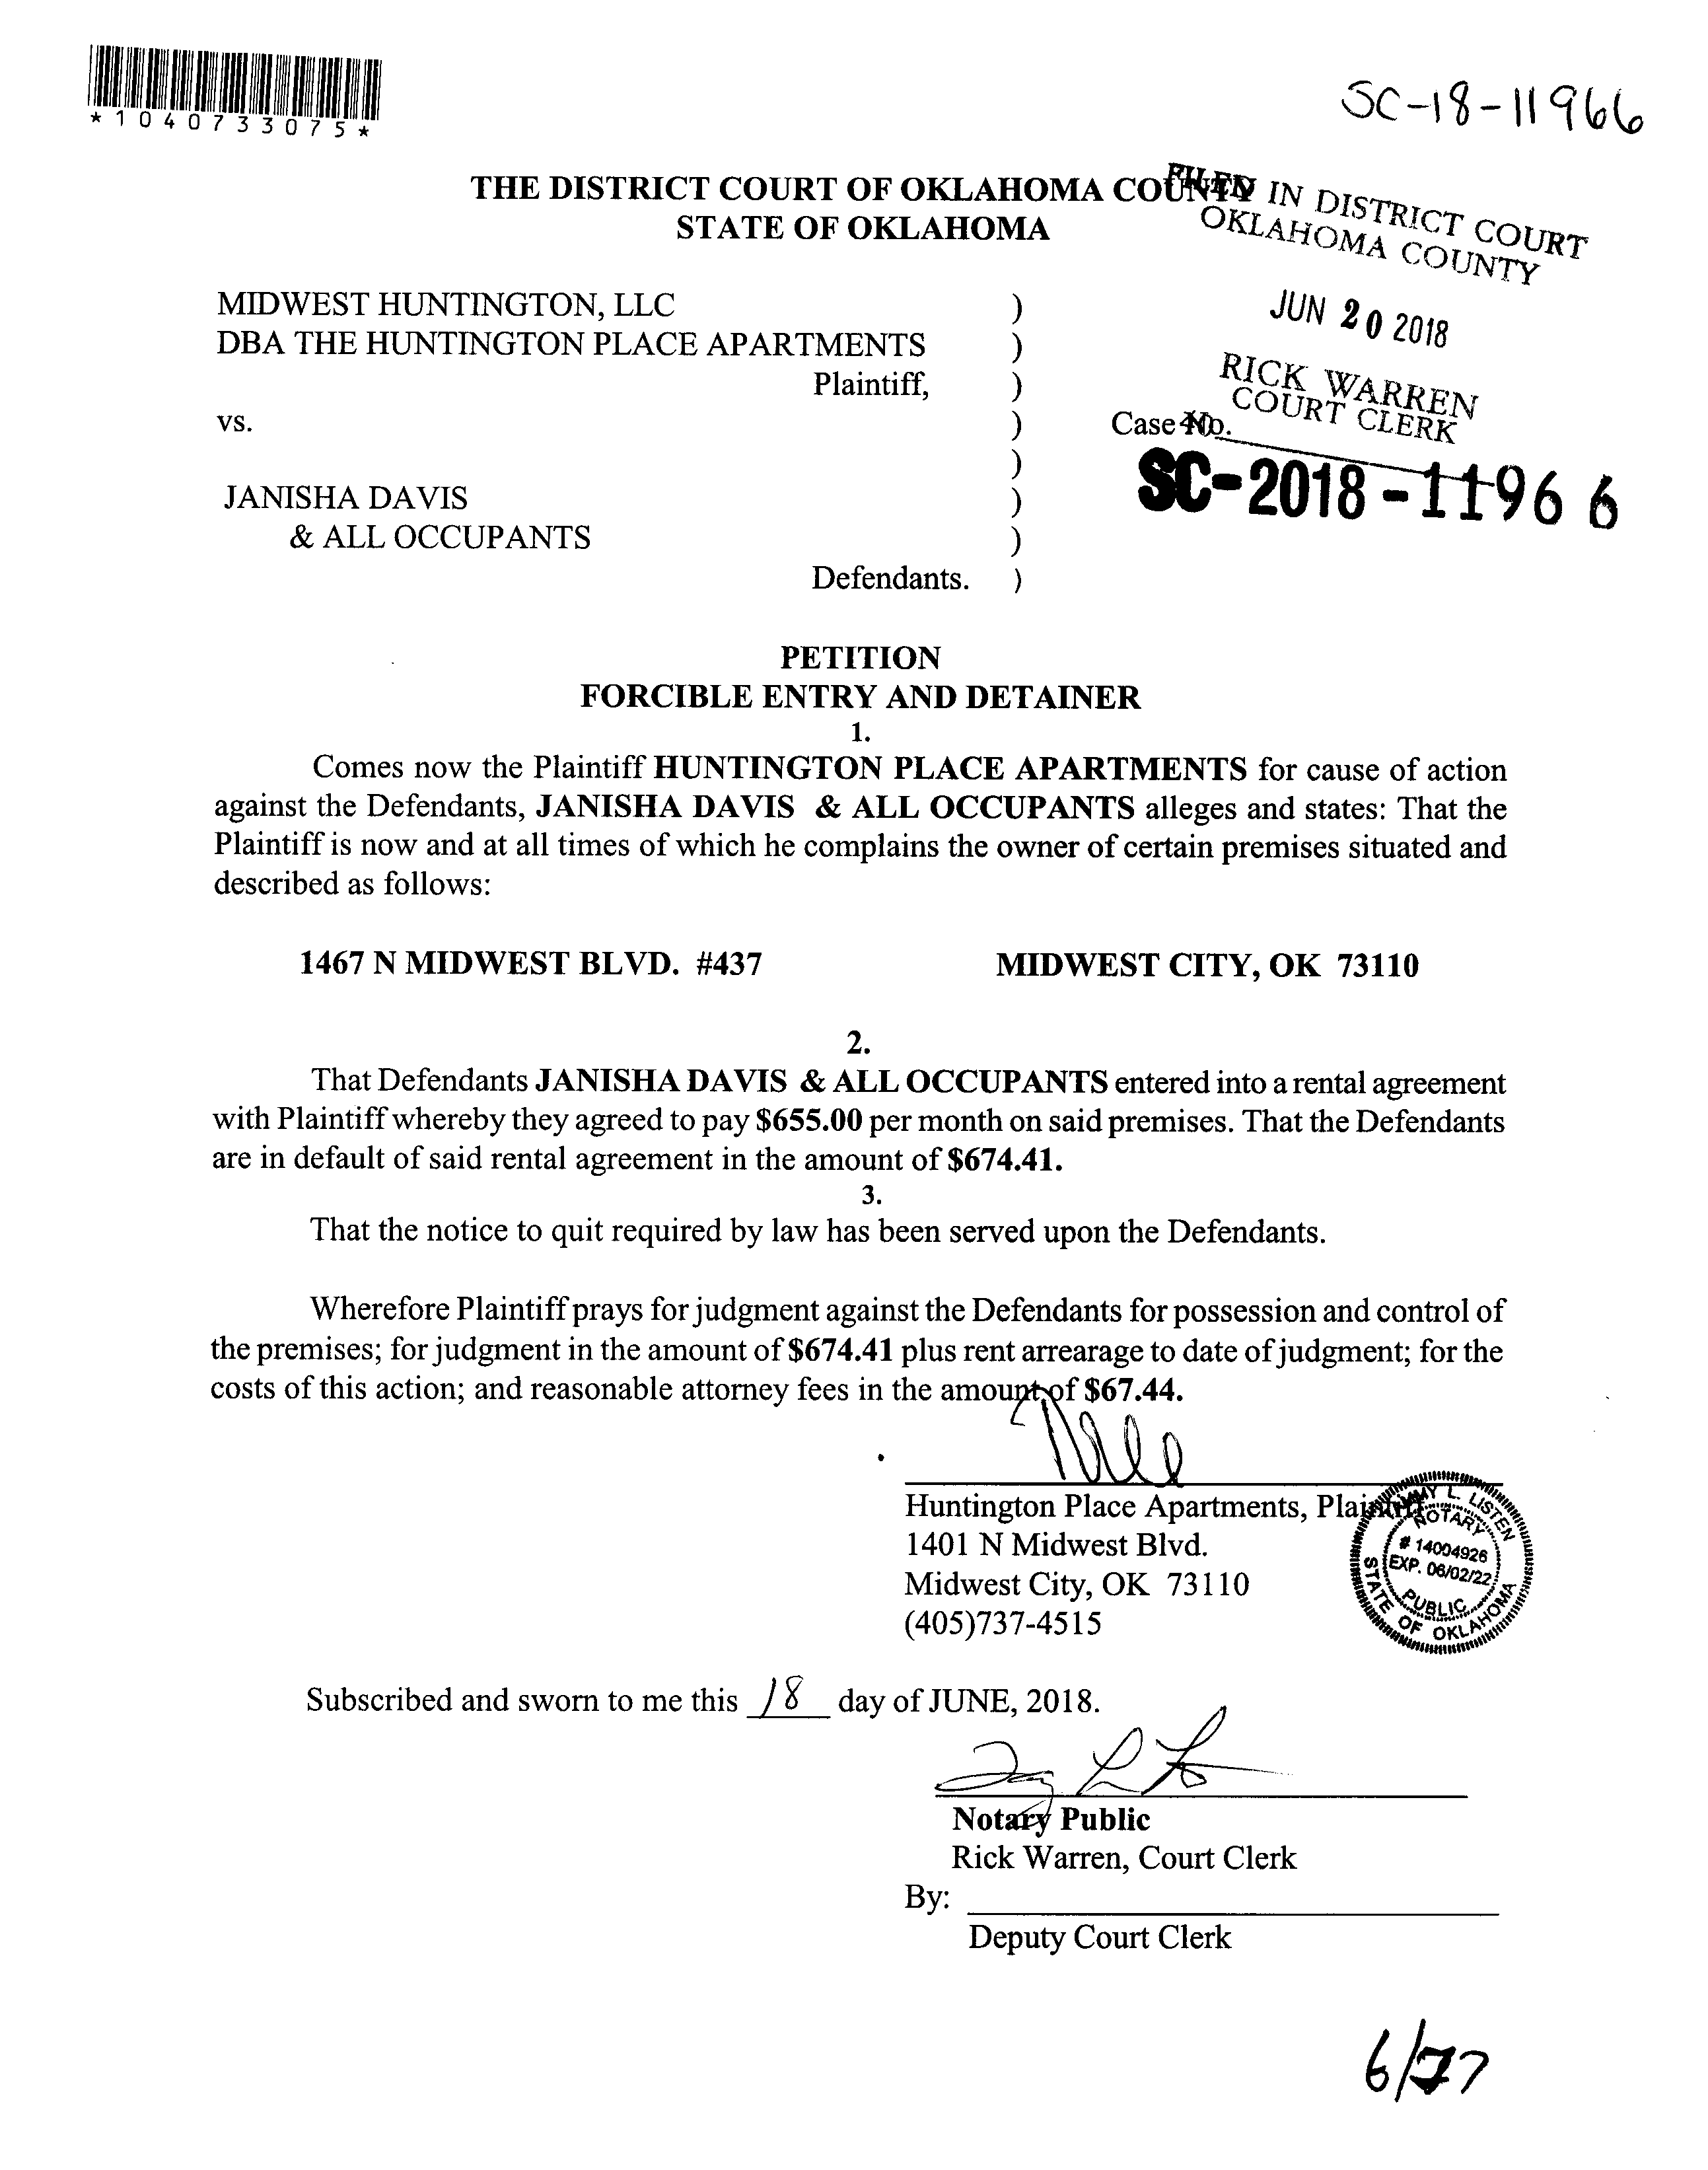 *1040733075*
SC-18-11966
THE DISTRICT COURT OF OKLAHOMA COUNTY
STATE OF OKLAHOMA
FILED IN DISTRICT COURT
OKLAHOMA COUNTY
JUN 20 2018
RICK WARREN
COURT CLERK
40
MIDWEST HUNTINGTON, LLC )
DBA THE HUNTINGTON PLACE APARTMENTS )
Plaintiff, )
vs. ) Case No.
)
SC-2018-11966
JANISHA DAVIS )
& ALL OCCUPANTS )
Defendants. )
PETITION
FORCIBLE ENTRY AND DETAINER
1.
Comes now the Plaintiff HUNTINGTON PLACE APARTMENTS for cause of action
against the Defendants, JANISHA DAVIS & ALL OCCUPANTS alleges and states: That the
Plaintiff is now and at all times of which he complains the owner of certain premises situated and
described as follows:
1467 N MIDWEST BLVD. #437 MIDWEST CITY, OK 73110
2.
That Defendants JANISHA DAVIS & ALL OCCUPANTS entered into a rental agreement
with Plaintiff whereby they agreed to pay $655.00 per month on said premises. That the Defendants
are in default of said rental agreement in the amount of $674.41.
3.
That the notice to quit required by law has been served upon the Defendants.
Wherefore Plaintiff prays for judgment against the Defendants for possession and control of
the premises; for judgment in the amount of $674.41 plus rent arrearage to date of judgment; for the
costs of this action; and reasonable attorney fees in the amount of $67.44.
Huntington Place Apartments, Plaintiff
1401 N Midwest Blvd.
Midwest City, OK 73110
(405)737-4515
L. LISTEN
NOTARY
# 14004926
EXP. 06/02/22
PUBLIC
STATE OF OKLAHOMA
Subscribed and sworn to me this 18 day of JUNE, 2018.
Notary Public
Rick Warren, Court Clerk
By:
Deputy Court Clerk
6/27